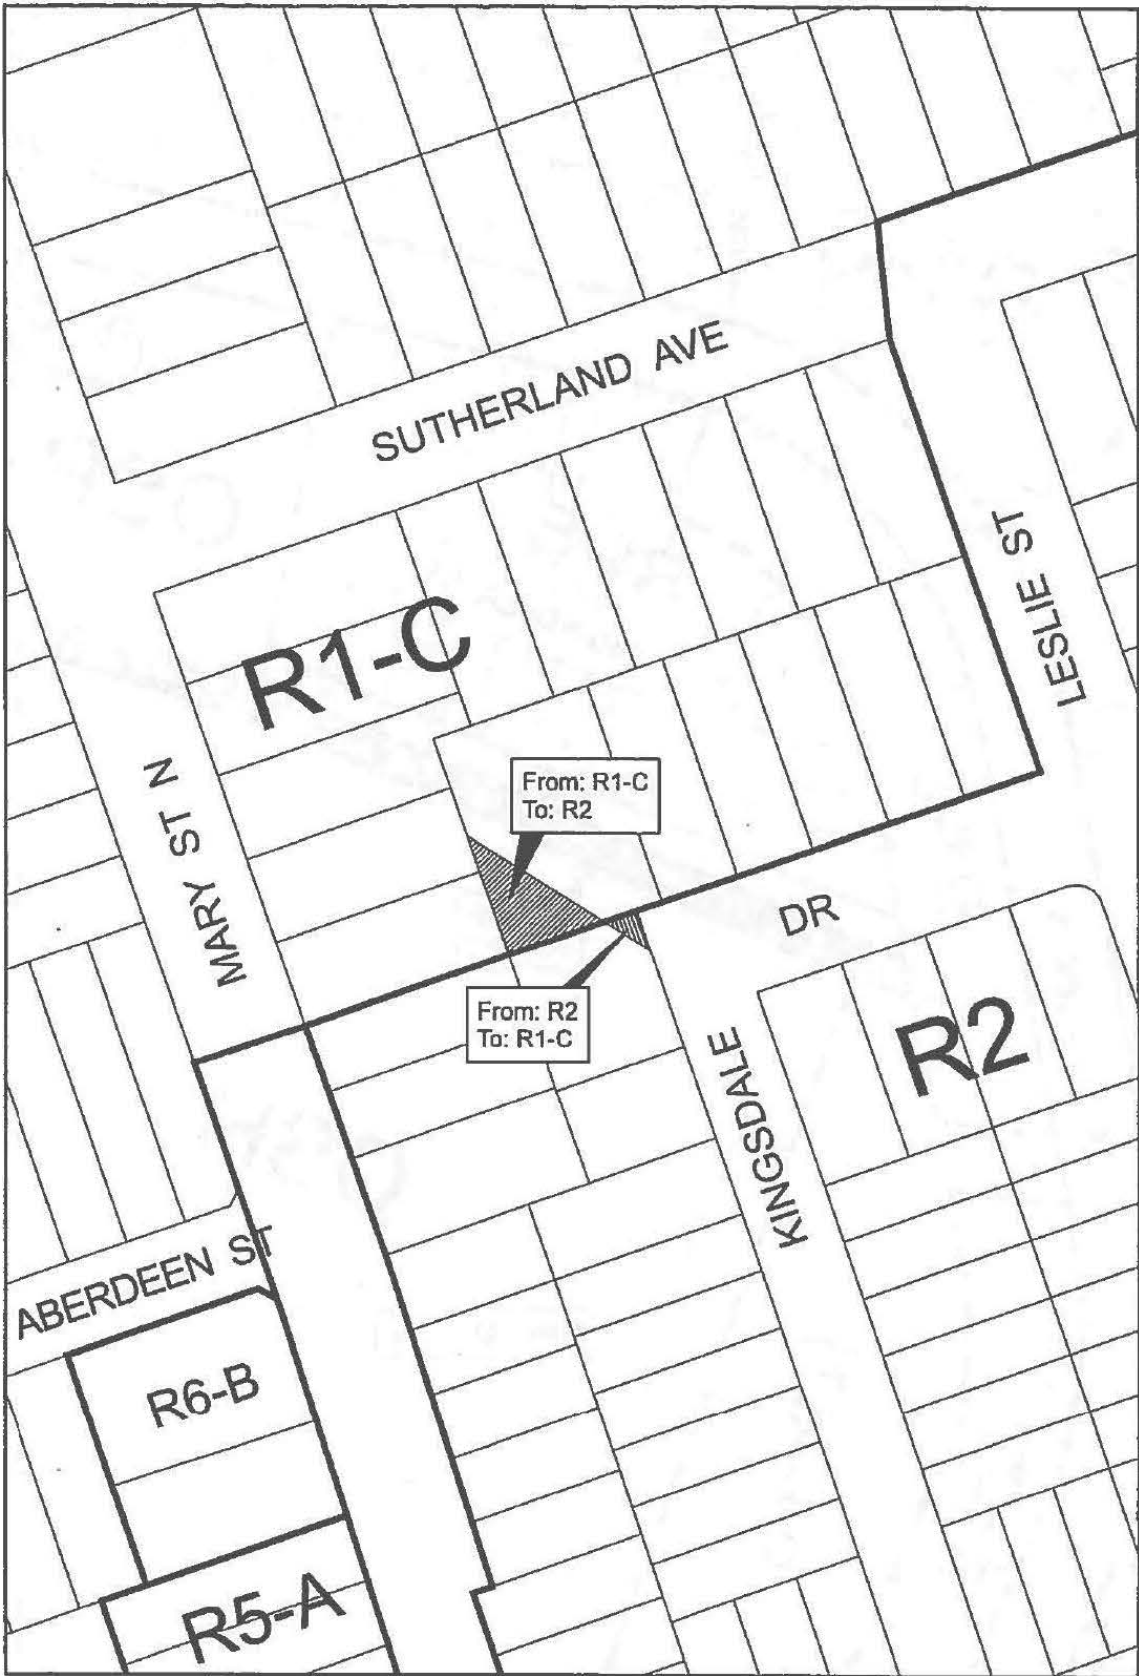 SUTHERLAND AVE
LESLIE ST
R1-C
MARY ST N
From: R1-C
To: R2
DR
From: R2
To: R1-C
R2
KINGSDALE
ABERDEEN ST
R6-B
R5-A